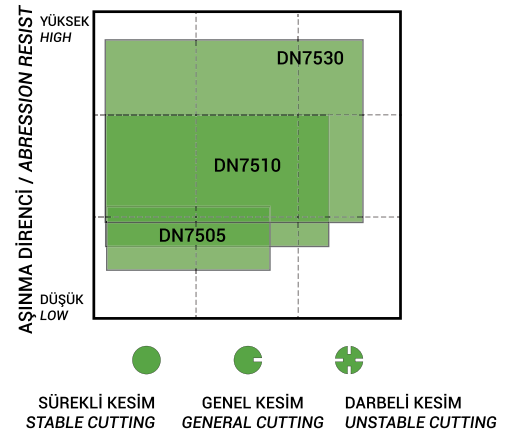 YÜKSEK
HIGH
AŞINMA DİRENCİ / ABRESSION RESIST
DN7530
DN7510
DN7505
DÜŞÜK
LOW
SÜREKLİ KESİM
STABLE CUTTING
GENEL KESİM
GENERAL CUTTING
DARBELİ KESİM
UNSTABLE CUTTING